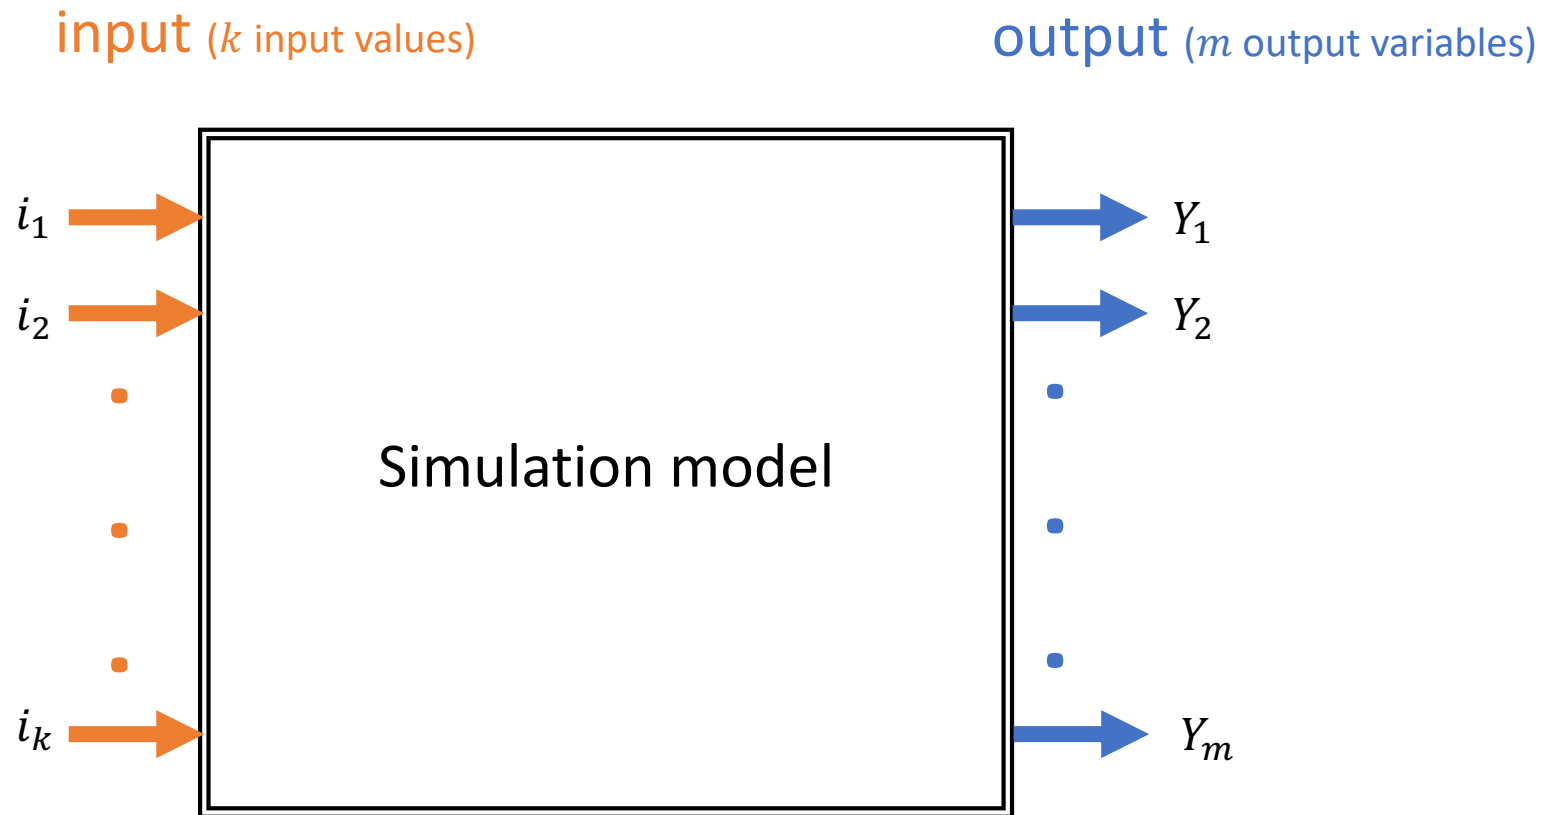 input (k input values)
output (m output variables)
i₁
Y₁
i₂
Y₂
Simulation model
iₖ
Yₘ